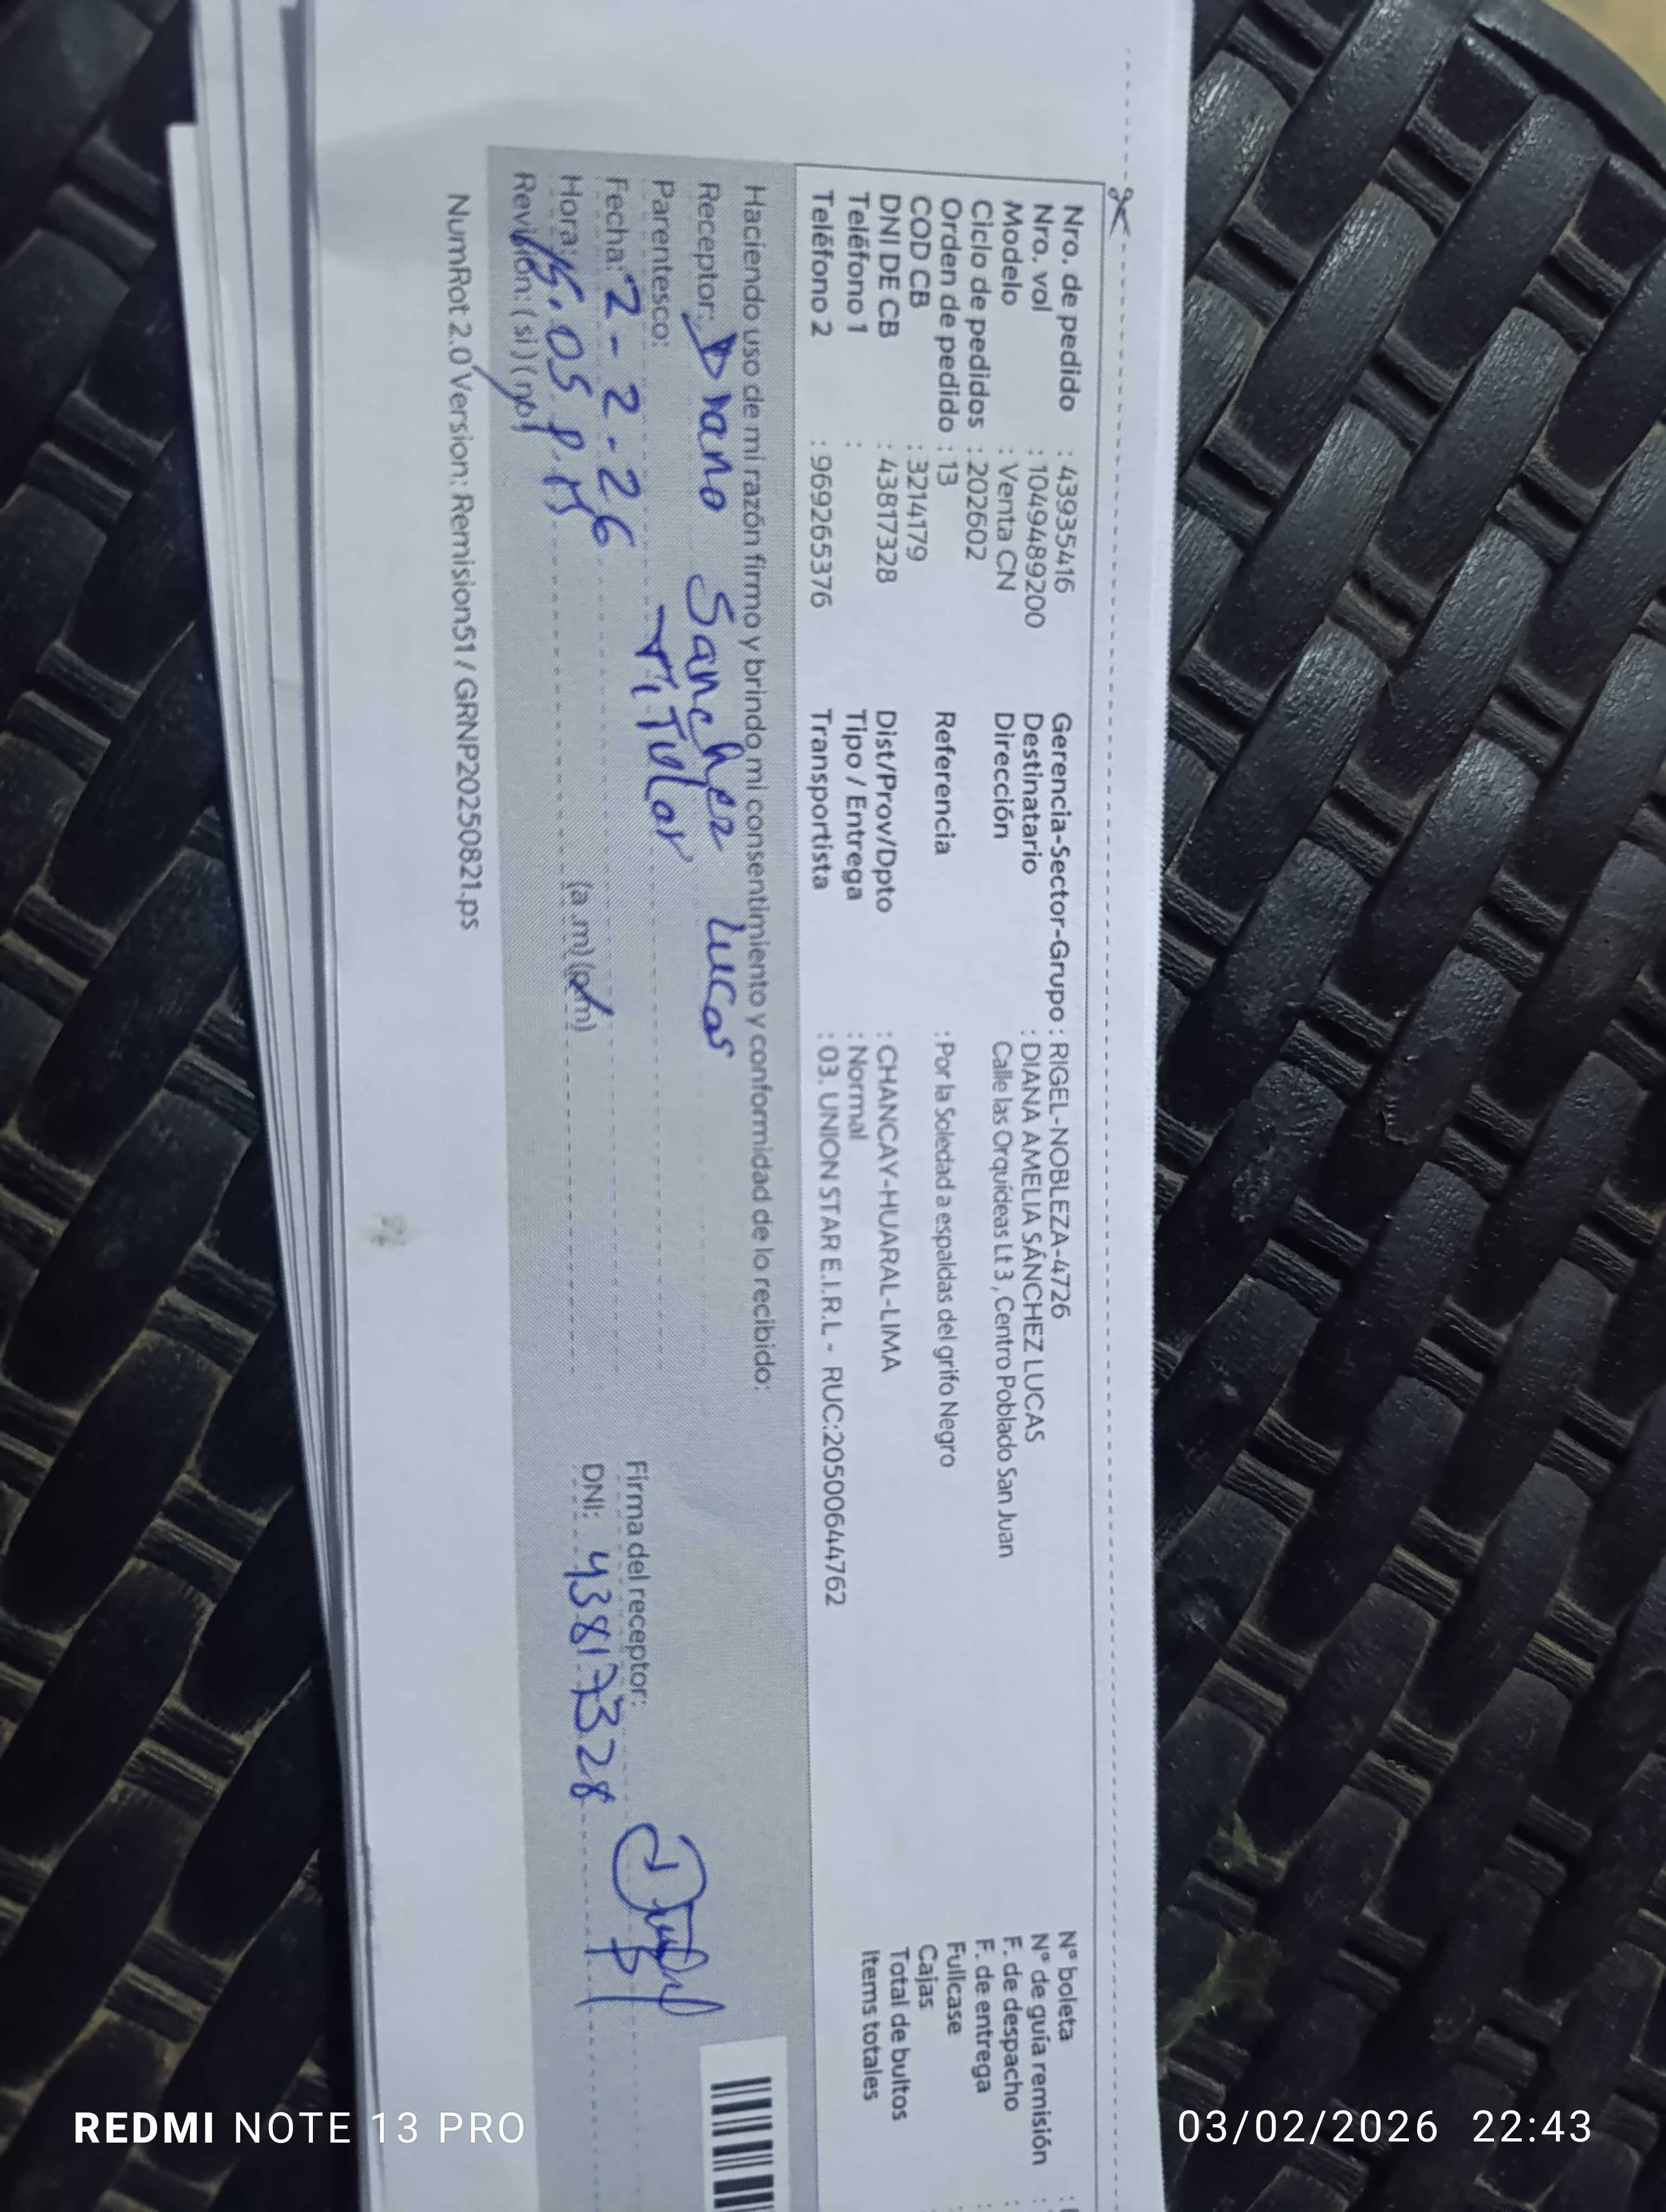 Nro. de pedido : 43935416
Nro. vol : 10494892​00
Modelo : Venta CN
Ciclo de pedidos : 202602
Orden de pedido : 13
COD CB : 3214179
DNI DE CB : 43817328
Teléfono 1 :
Teléfono 2 : 969265376
Gerencia-Sector-Grupo : RIGEL-NOBLEZA-4726
Destinatario : DIANA AMELIA SÁNCHEZ LUCAS
Dirección Calle las Orquídeas Lt 3 , Centro Poblado San Juan
Referencia : Por la Soledad a espaldas del grifo Negro
Dist/Prov/Dpto : CHANCAY-HUARAL-LIMA
Tipo / Entrega : Normal
Transportista : 03. UNION STAR E.I.R.L - RUC:20500644762
N° boleta
N° de guía remisión :
F. de despacho :
F. de entrega :
Fullcase :
Cajas :
Total de bultos
Items totales
Haciendo uso de mi razón firmo y brindo mi consentimiento y conformidad de lo recibido:
Receptor: Diana Sanchez Lucas
Parentesco: TiTular
Fecha: 2-2-26
Hora: 5:05 P.M (a.m) (p.m)
Revisión: (si) (no)
Firma del receptor:
DNI: 43817328
NumRot 2.0 Version: Remision51 / GRNP20250821.ps
REDMI NOTE 13 PRO
03/02/2026 22:43